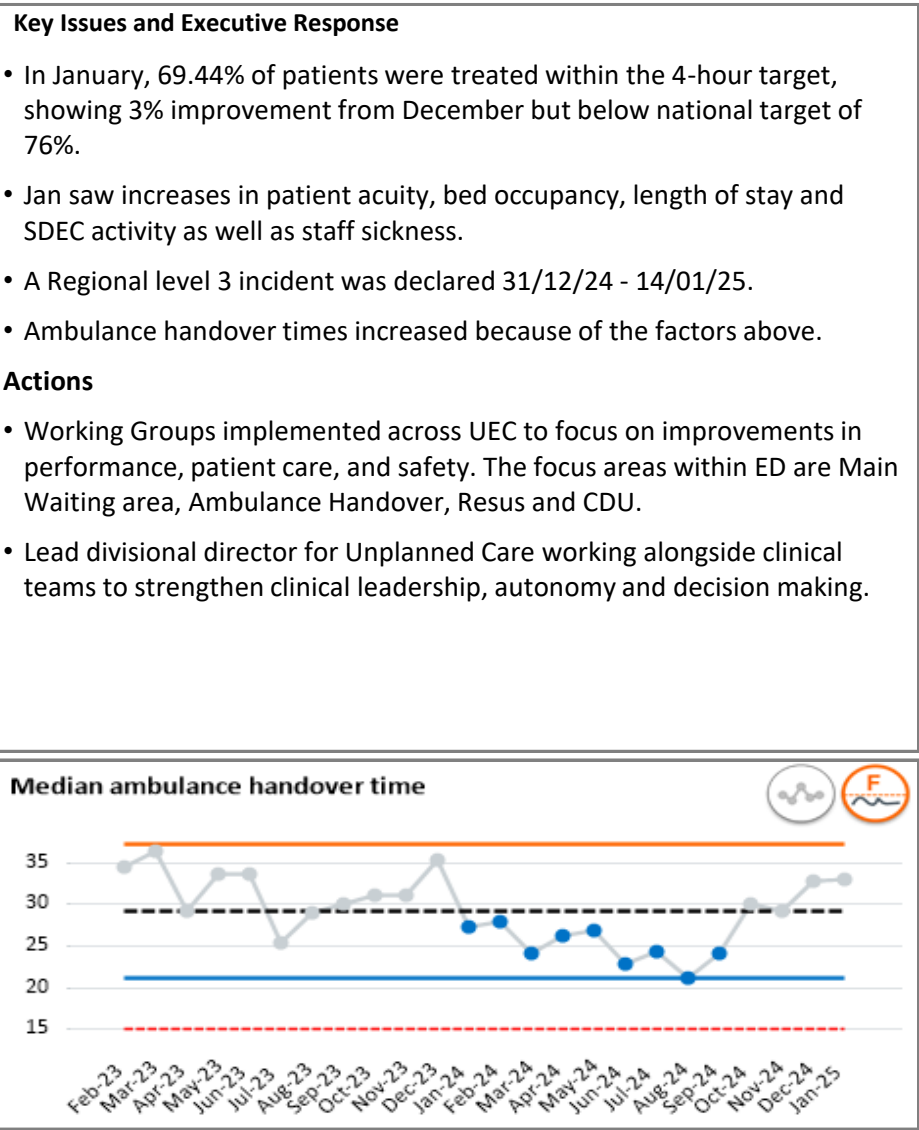 Key Issues and Executive Response
• In January, 69.44% of patients were treated within the 4-hour target,
showing 3% improvement from December but below national target of
76%.
• Jan saw increases in patient acuity, bed occupancy, length of stay and
SDEC activity as well as staff sickness.
• A Regional level 3 incident was declared 31/12/24 - 14/01/25.
• Ambulance handover times increased because of the factors above.
Actions
• Working Groups implemented across UEC to focus on improvements in
performance, patient care, and safety. The focus areas within ED are Main
Waiting area, Ambulance Handover, Resus and CDU.
• Lead divisional director for Unplanned Care working alongside clinical
teams to strengthen clinical leadership, autonomy and decision making.
Median ambulance handover time
F
35
30
25
20
15
Feb-23 Mar-23 Apr-23 May-23 Jun-23 Jul-23 Aug-23 Sep-23 Oct-23 Nov-23 Dec-23 Jan-24 Feb-24 Mar-24 Apr-24 May-24 Jun-24 Jul-24 Aug-24 Sep-24 Oct-24 Nov-24 Dec-24 Jan-25